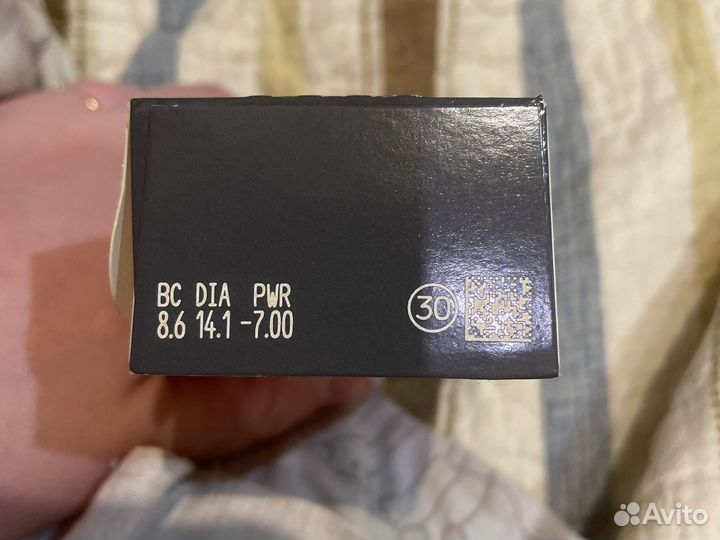 BC DIA PWR
8.6 14.1 -7.00
30
Avito